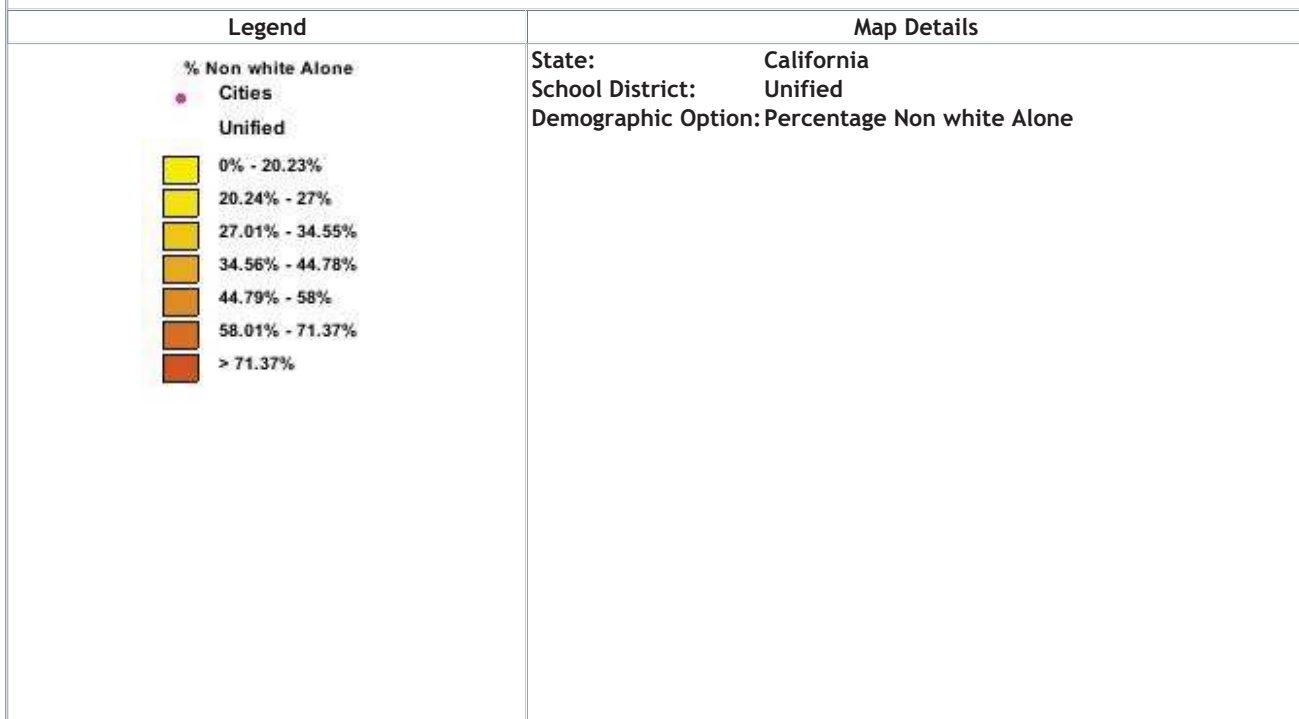 Legend
Map Details
% Non white Alone
Cities
Unified
0% - 20.23%
20.24% - 27%
27.01% - 34.55%
34.56% - 44.78%
44.79% - 58%
58.01% - 71.37%
> 71.37%
State: California
School District: Unified
Demographic Option: Percentage Non white Alone